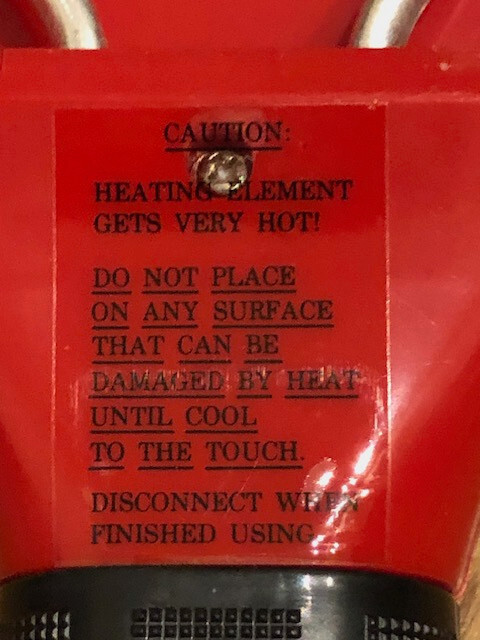 CAUTION:
HEATING ELEMENT
GETS VERY HOT!
DO NOT PLACE
ON ANY SURFACE
THAT CAN BE
DAMAGED BY HEAT
UNTIL COOL
TO THE TOUCH.
DISCONNECT WHEN
FINISHED USING.